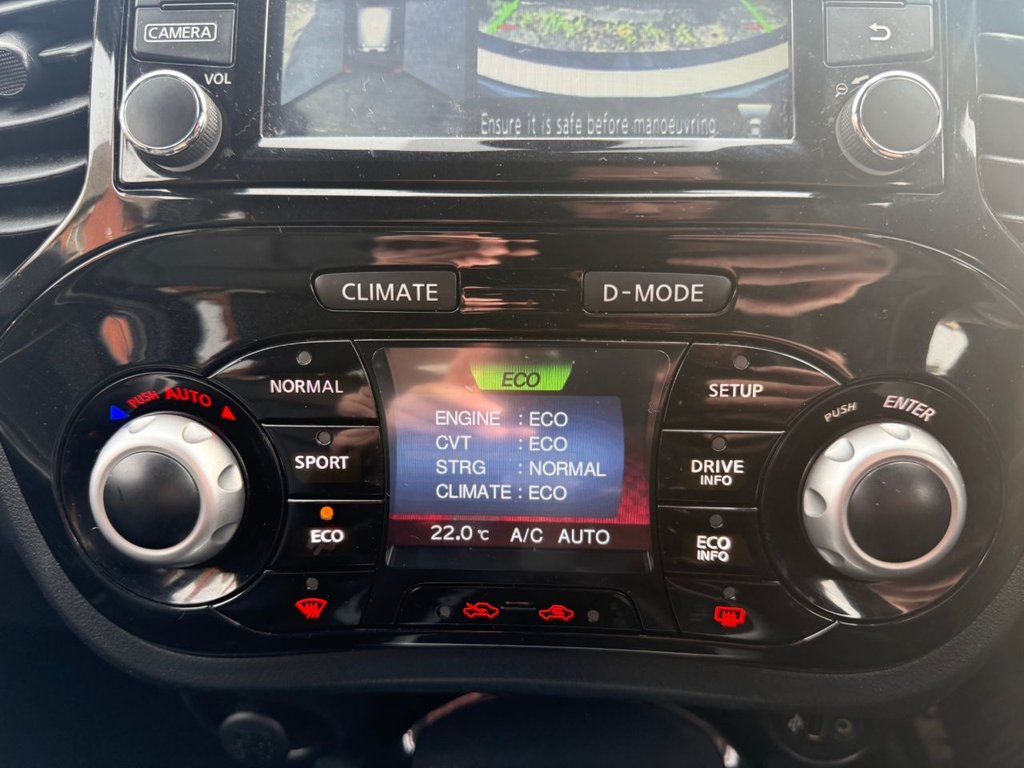 CAMERA
VOL
Ensure it is safe before manoeuvring
CLIMATE
D-MODE
PUSH AUTO
NORMAL
SPORT
ECO
ECO
ENGINE : ECO
CVT : ECO
STRG : NORMAL
CLIMATE : ECO
22.0 °C A/C AUTO
SETUP
DRIVE
INFO
ECO
INFO
PUSH ENTER